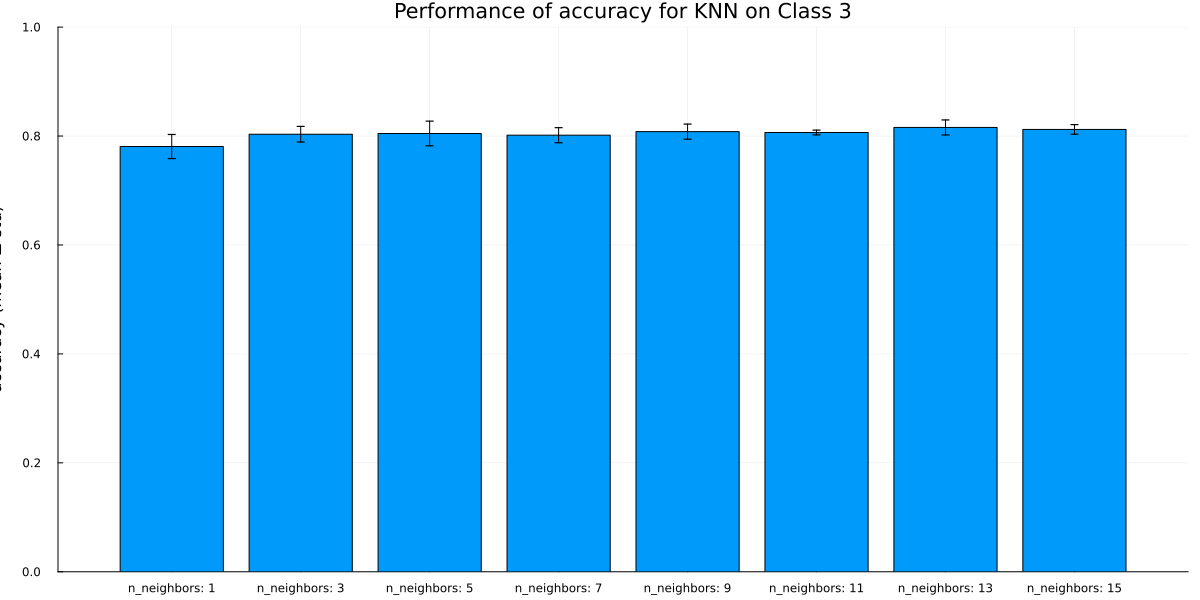 Performance of accuracy for KNN on Class 3
1.0
0.8
0.6
0.4
0.2
0.0
n_neighbors: 1
n_neighbors: 3
n_neighbors: 5
n_neighbors: 7
n_neighbors: 9
n_neighbors: 11
n_neighbors: 13
n_neighbors: 15